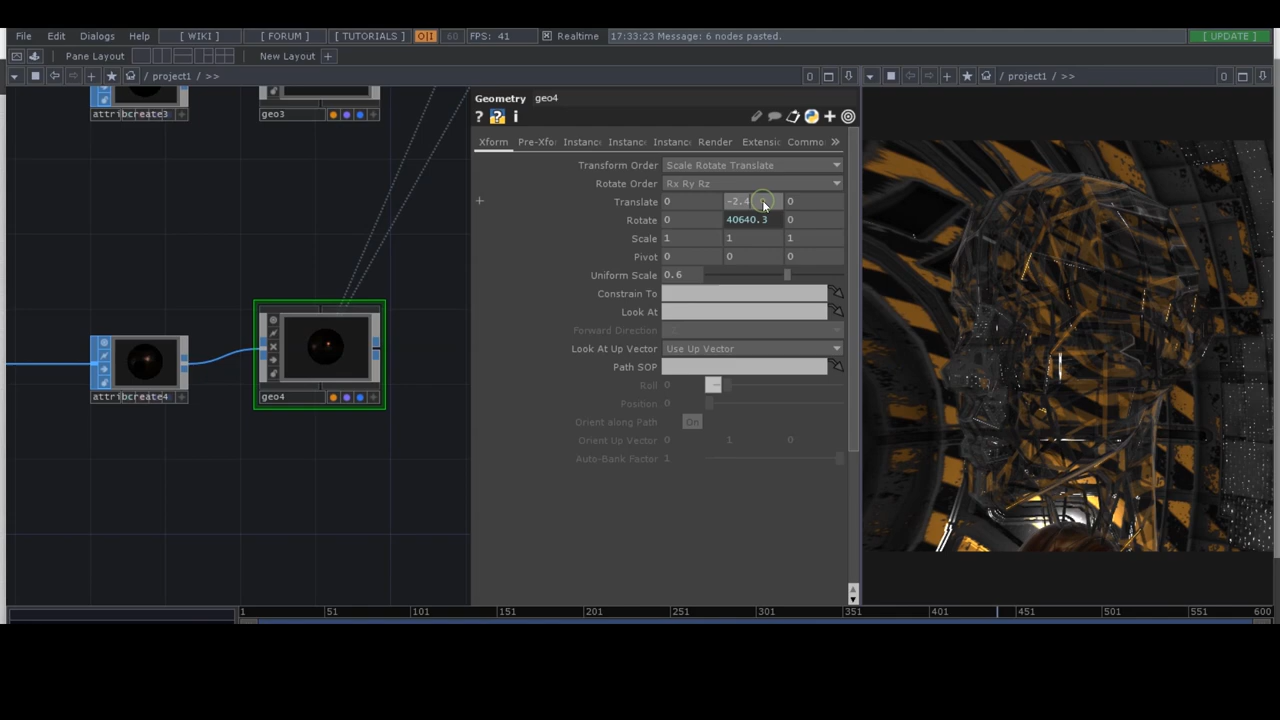 File Edit Dialogs Help [ WIKI ] [ FORUM ] [ TUTORIALS ] O|I 60 FPS: 41 Realtime 17:33:23 Message: 6 nodes pasted. [ UPDATE ]
Pane Layout New Layout +
/ project1 / >> 0
/ project1 / >> 0
geo3
Geometry geo4
? ? i
Xform Pre-Xfo Instanc Instanc Instanc Render Extensi Commo
Transform Order Scale Rotate Translate
Rotate Order Rx Ry Rz
Translate 0 -2.4 0
Rotate 0 40640.3 0
Scale 1 1 1
Pivot 0 0 0
Uniform Scale 0.6
Constrain To
Look At
Forward Direction
Look At Up Vector Use Up Vector
Path SOP
Roll 0
Position 0
Orient along Path On
Orient Up Vector 0 1 0
Auto-Bank Factor 1
geo4
1 51 101 151 201 251 301 351 401 451 501 551 600